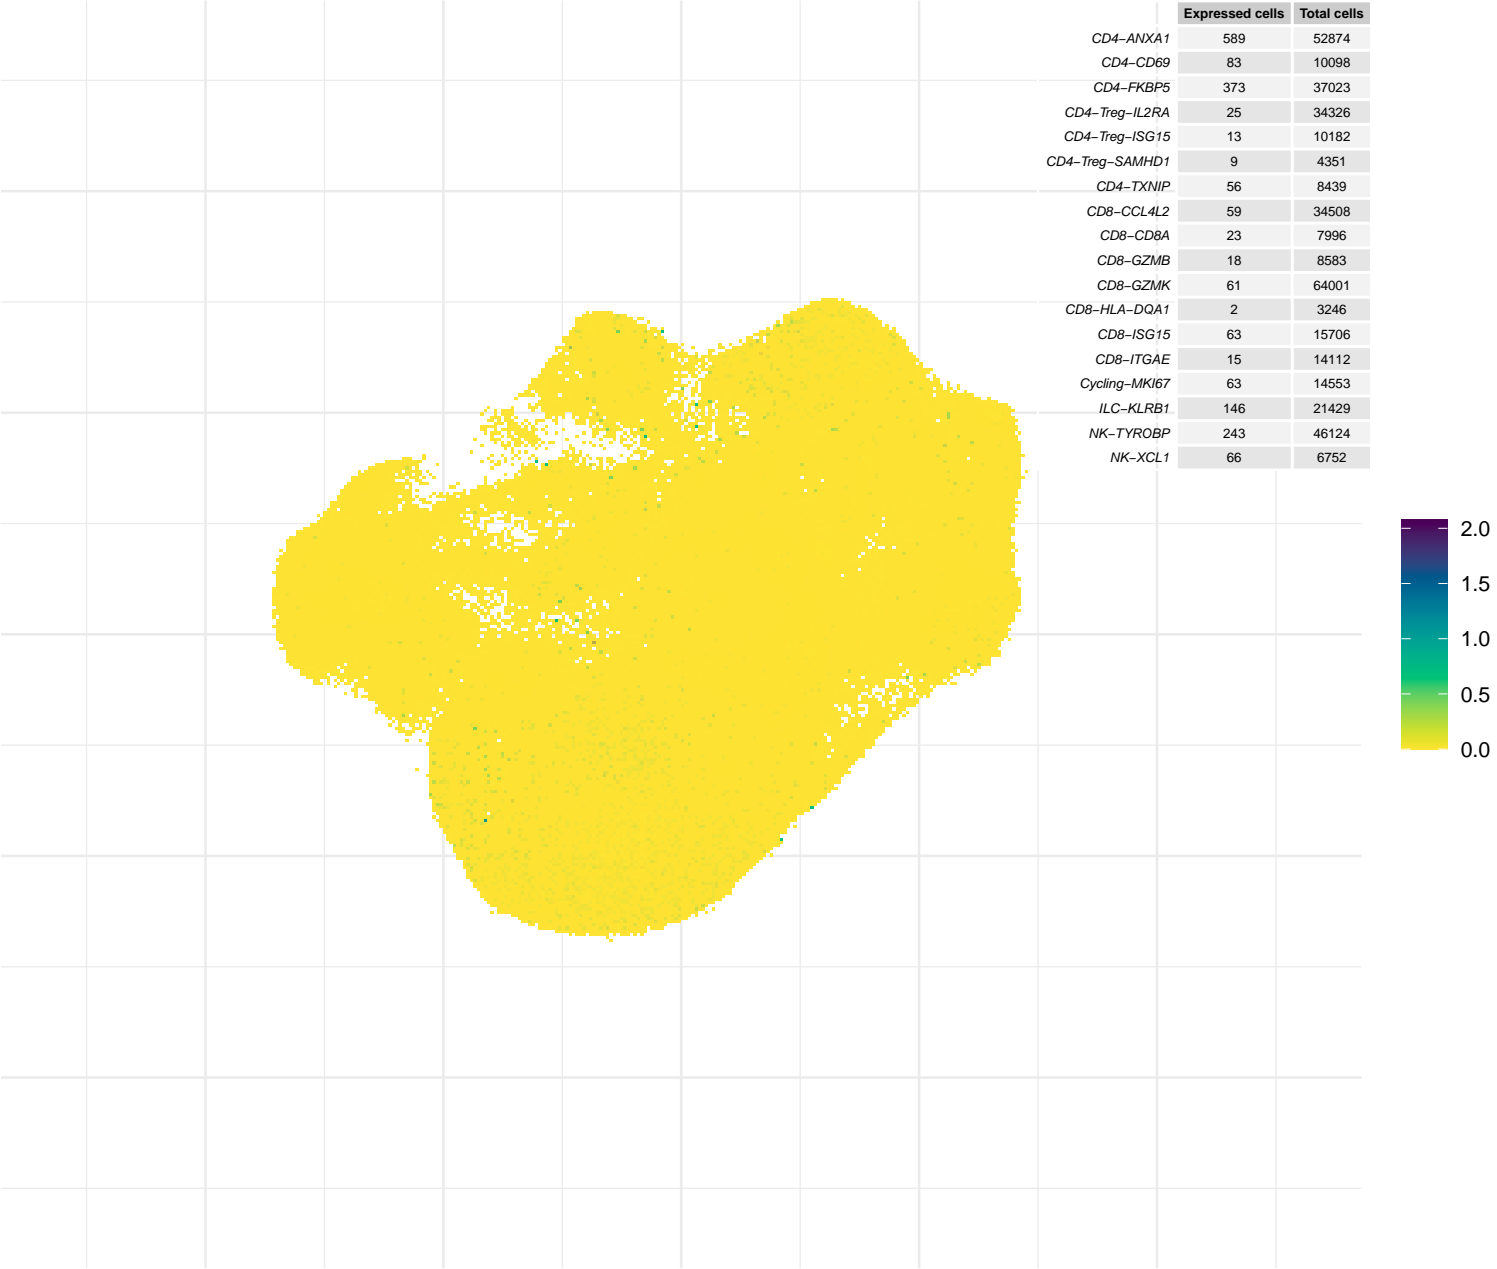 Expressed cells Total cells
CD4−ANXA1 589 52874
CD4−CD69 83 10098
CD4−FKBP5 373 37023
CD4−Treg−IL2RA 25 34326
CD4−Treg−ISG15 13 10182
CD4−Treg−SAMHD1 9 4351
CD4−TXNIP 56 8439
CD8−CCL4L2 59 34508
CD8−CD8A 23 7996
CD8−GZMB 18 8583
CD8−GZMK 61 64001
CD8−HLA−DQA1 2 3246
CD8−ISG15 63 15706
CD8−ITGAE 15 14112
Cycling−MKI67 63 14553
ILC−KLRB1 146 21429
NK−TYROBP 243 46124
NK−XCL1 66 6752
2.0
1.5
1.0
0.5
0.0